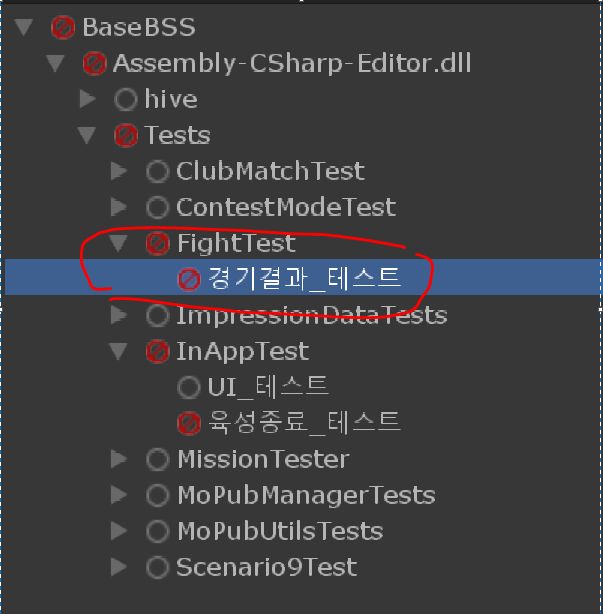 BaseBSS
Assembly-CSharp-Editor.dll
hive
Tests
ClubMatchTest
ContestModeTest
FightTest
경기결과_테스트
ImpressionDataTests
InAppTest
UI_테스트
육성종료_테스트
MissionTester
MoPubManagerTests
MoPubUtilsTests
Scenario9Test